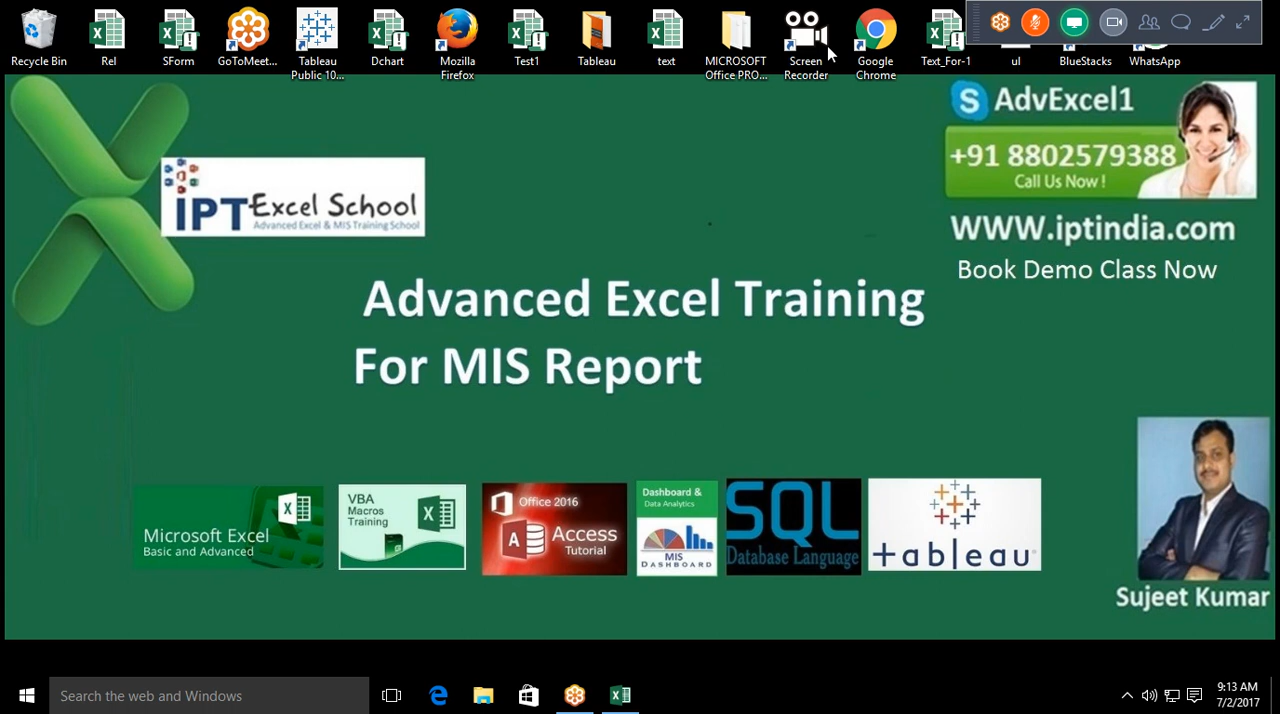 Recycle Bin
Rel
SForm
GoToMeet...
Tableau
Public 10...
Dchart
Mozilla
Firefox
Test1
Tableau
text
MICROSOFT
Office PRO...
Screen
Recorder
Google
Chrome
Text_For-1
ul
BlueStacks
WhatsApp
AdvExcel1
+91 8802579388
Call Us Now !
WWW.iptindia.com
Book Demo Class Now
IPT Excel School
Advanced Excel & MIS Training School
Advanced Excel Training
For MIS Report
Microsoft Excel
Basic and Advanced
VBA
Macros
Training
Office 2016
Access
Tutorial
Dashboard &
Data Analytics
MIS
DASHBOARD
SQL
Database Language
+tableau
Sujeet Kumar
Search the web and Windows
9:13 AM
7/2/2017